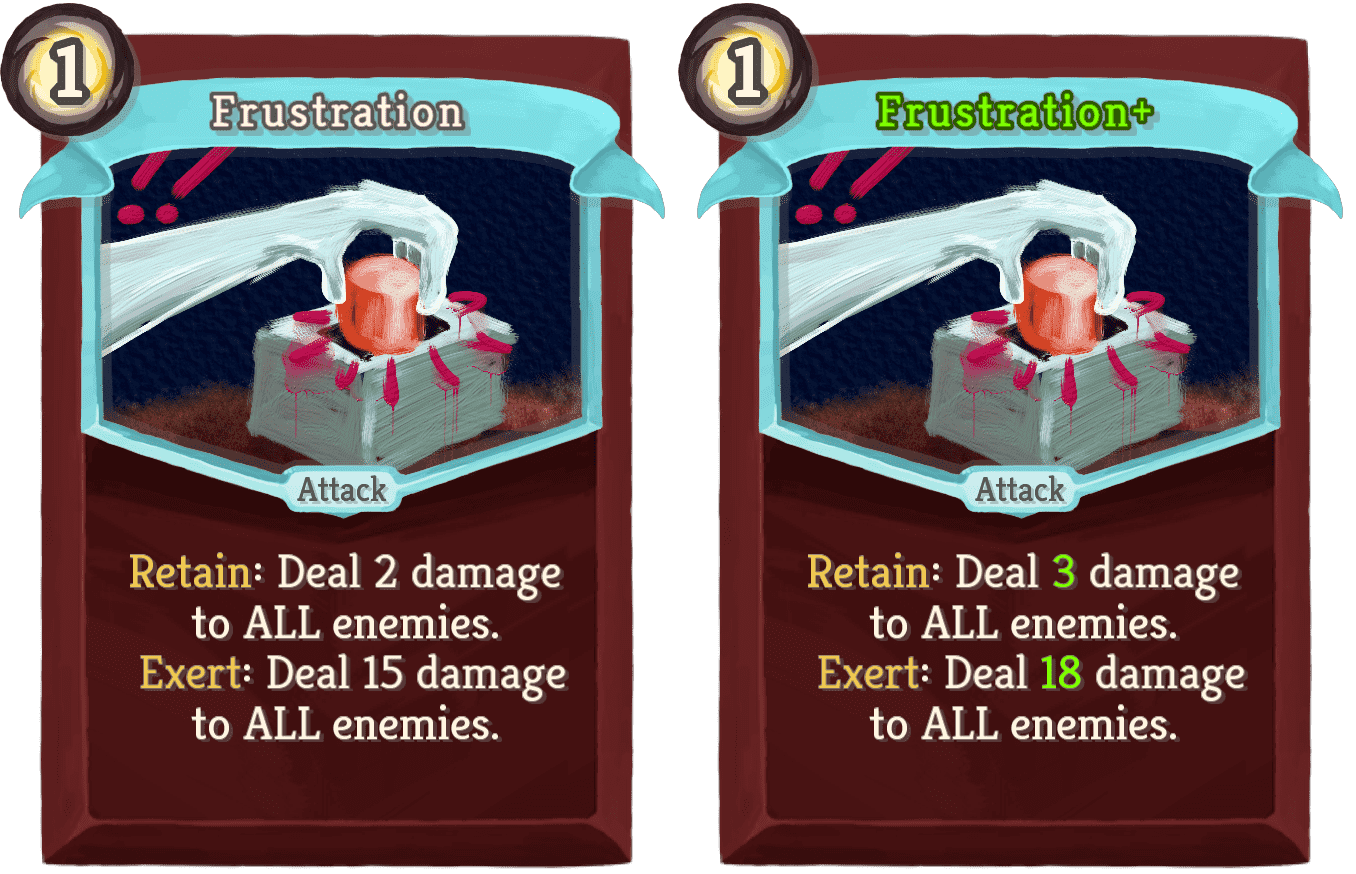 1
Frustration
Attack
Retain: Deal 2 damage
to ALL enemies.
Exert: Deal 15 damage
to ALL enemies.
1
Frustration+
Attack
Retain: Deal 3 damage
to ALL enemies.
Exert: Deal 18 damage
to ALL enemies.